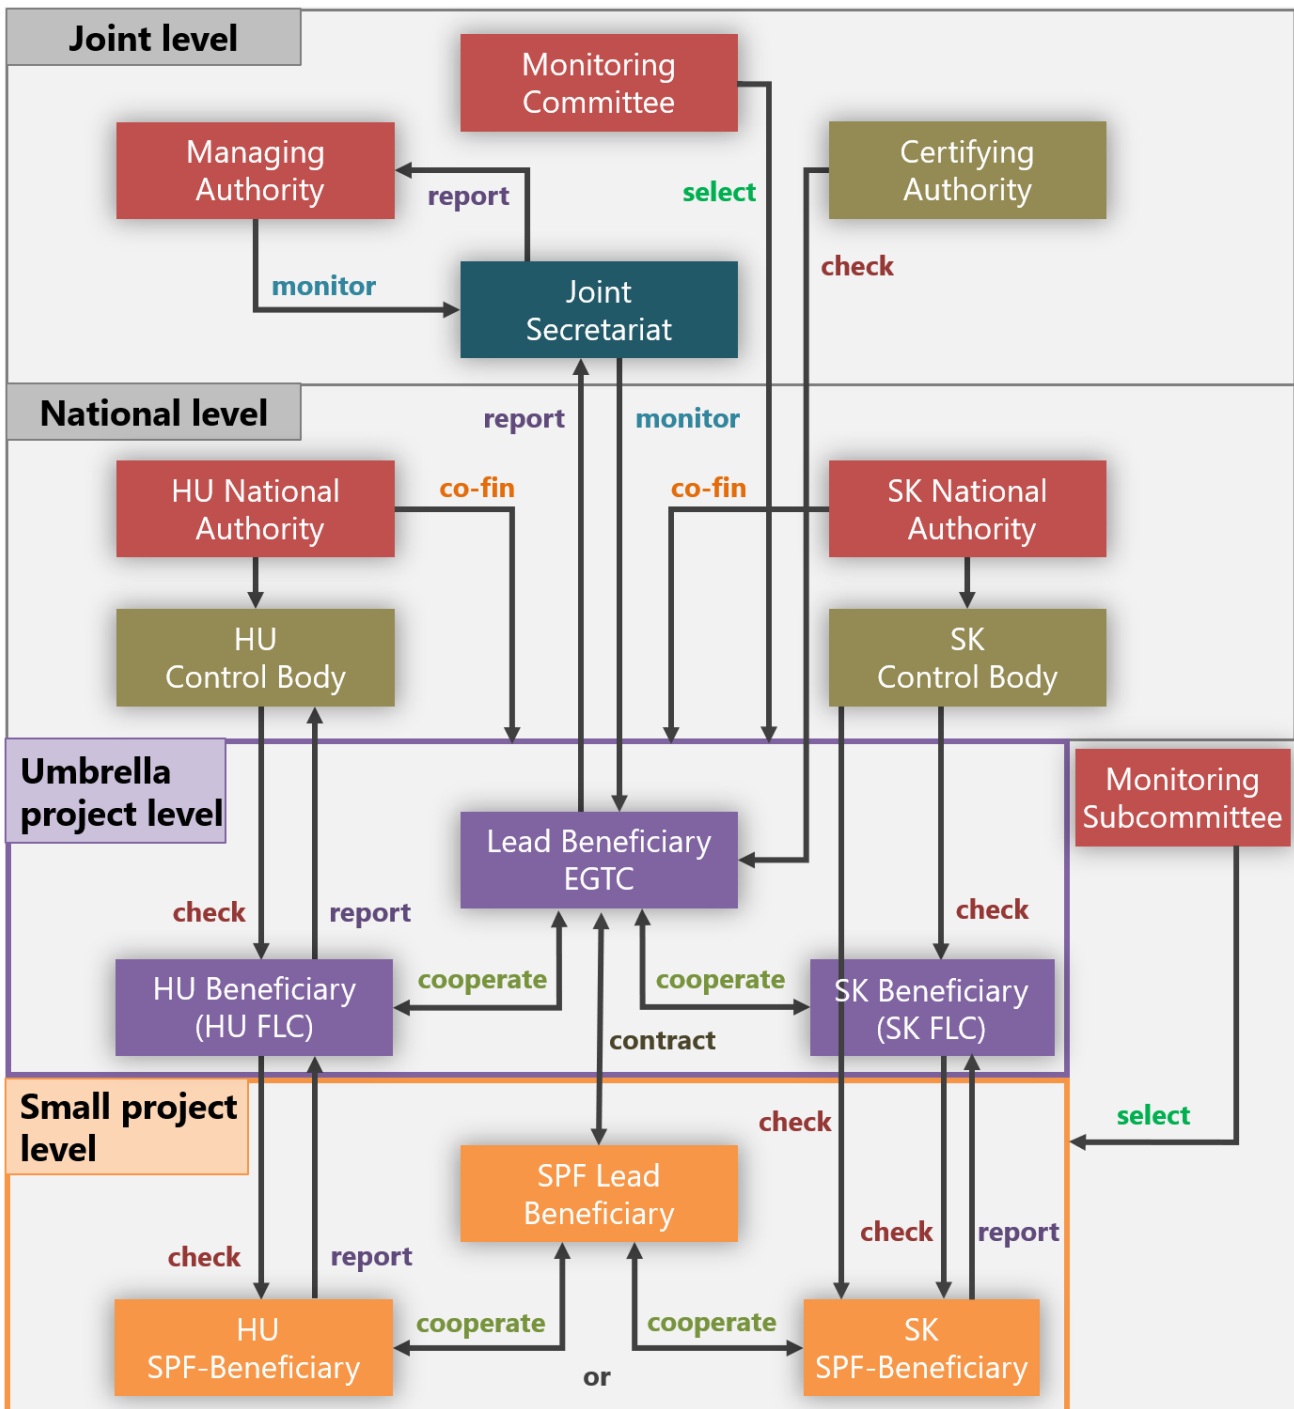 Joint level
Monitoring
Committee
Managing
Authority
Certifying
Authority
report
select
check
monitor
Joint
Secretariat
National level
report
monitor
HU National
Authority
co-fin
co-fin
SK National
Authority
HU
Control Body
SK
Control Body
Umbrella
project level
Monitoring
Subcommittee
Lead Beneficiary
EGTC
check
report
check
HU Beneficiary
(HU FLC)
cooperate
cooperate
SK Beneficiary
(SK FLC)
contract
Small project
level
check
select
SPF Lead
Beneficiary
check
report
check
report
HU
SPF-Beneficiary
cooperate
cooperate
SK
SPF-Beneficiary
or